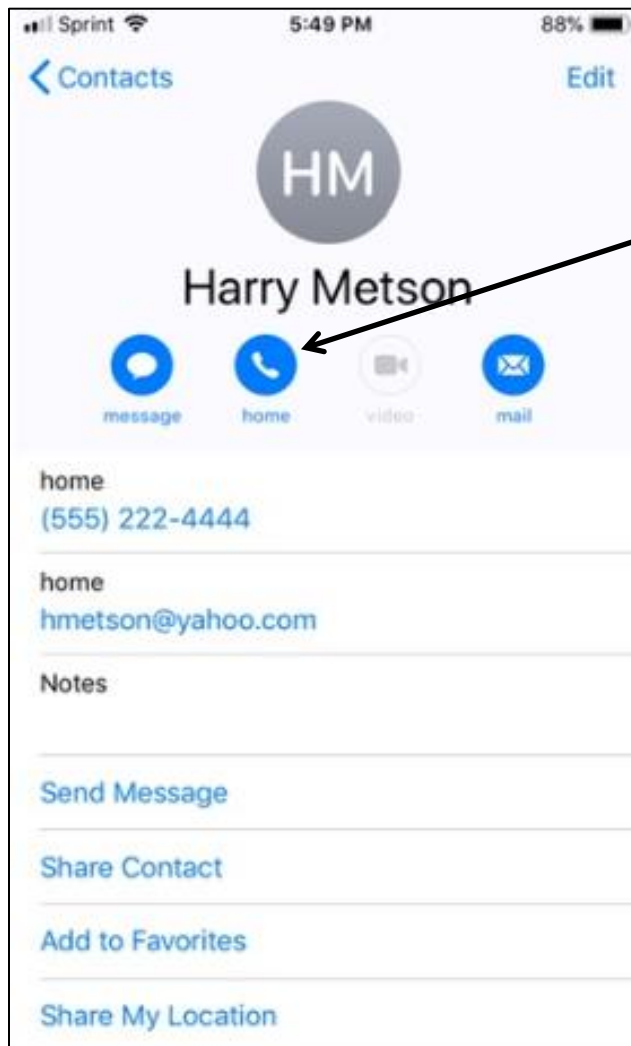 Sprint 5:49 PM 88%
Contacts Edit
HM
Harry Metson
message home video mail
home
(555) 222-4444
home
hmetson@yahoo.com
Notes
Send Message
Share Contact
Add to Favorites
Share My Location